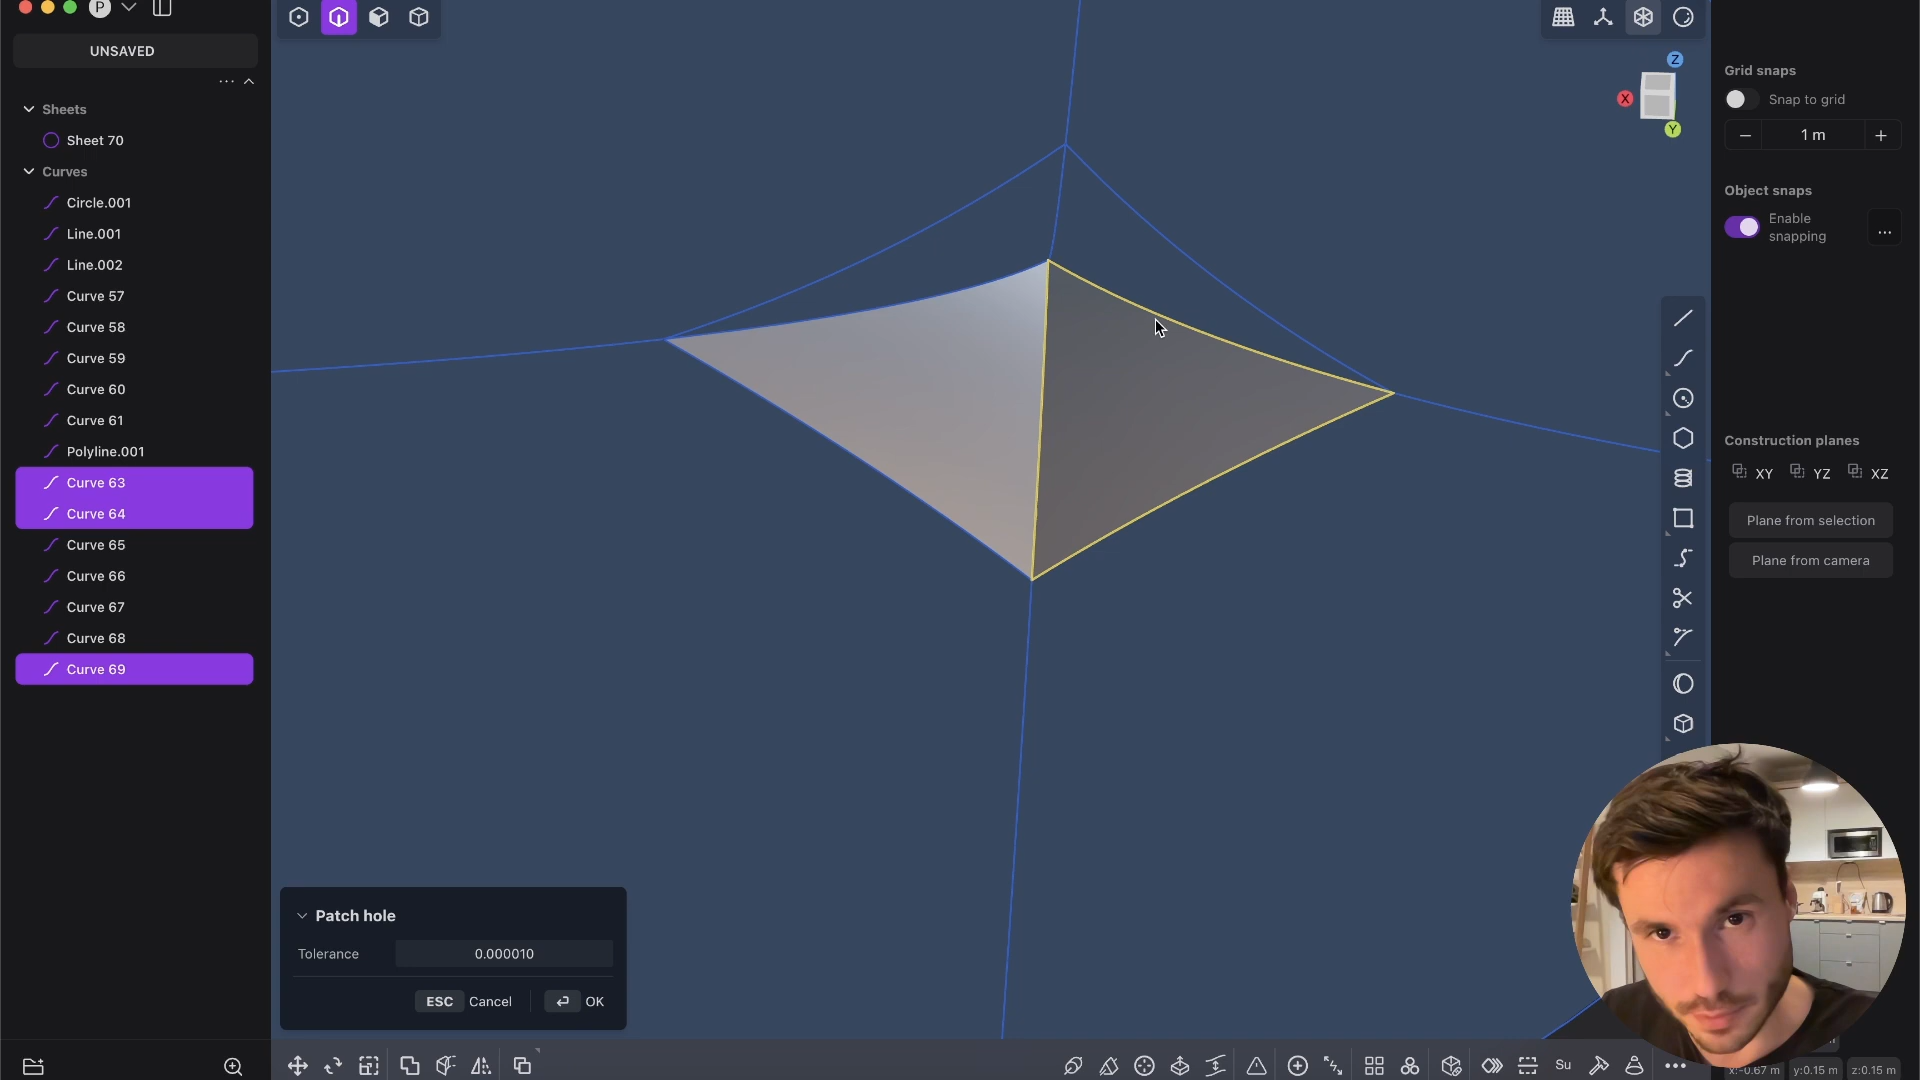 P
UNSAVED
Sheets
Sheet 70
Curves
Circle.001
Line.001
Line.002
Curve 57
Curve 58
Curve 59
Curve 60
Curve 61
Polyline.001
Curve 63
Curve 64
Curve 65
Curve 66
Curve 67
Curve 68
Curve 69
Z
X
Y
Grid snaps
Snap to grid
1 m
Object snaps
Enable
snapping
Construction planes
XY
YZ
XZ
Plane from selection
Plane from camera
Patch hole
Tolerance
0.000010
ESC Cancel
OK
Su
x:-0.67 m
y:0.15 m
z:0.15 m